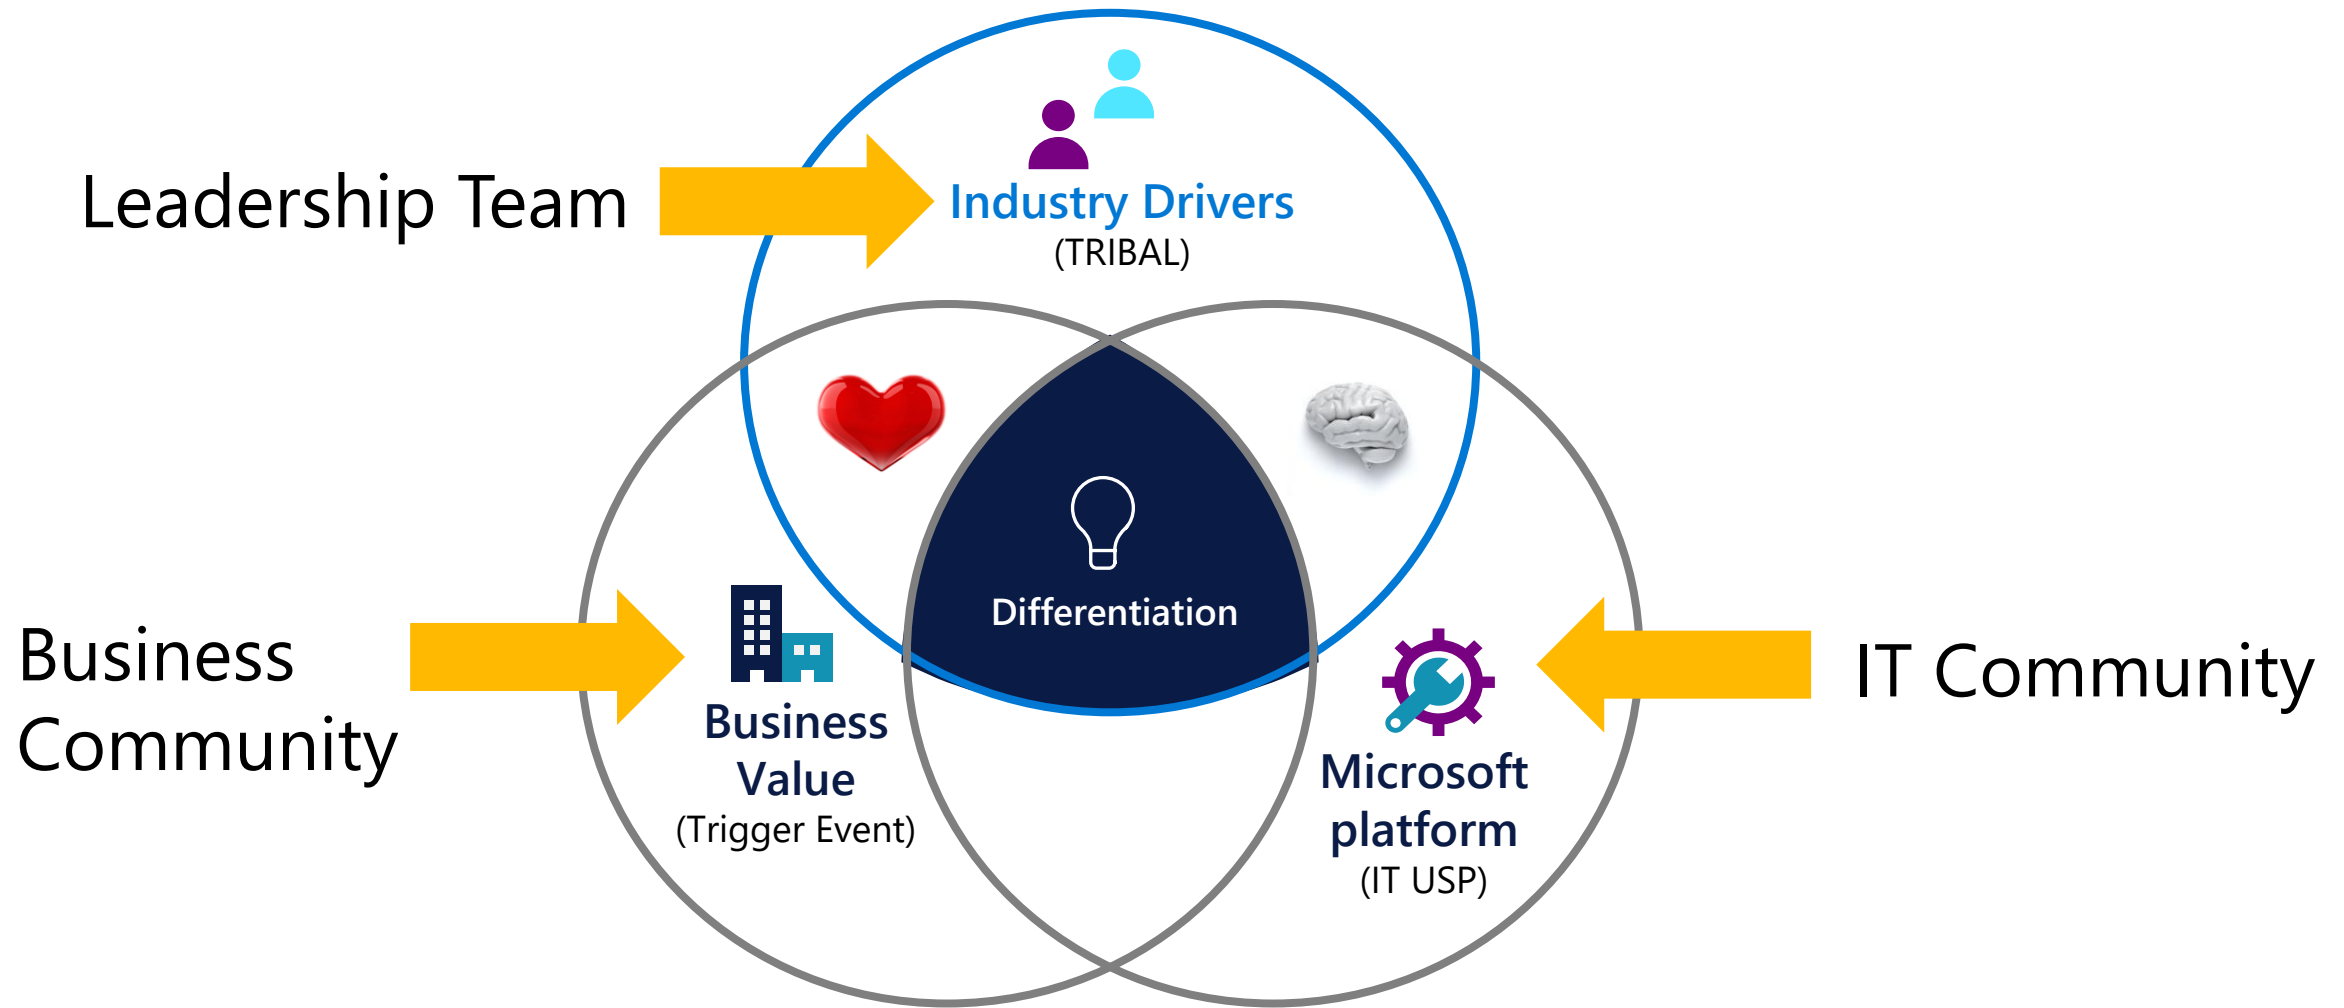 Leadership Team
Industry Drivers
(TRIBAL)
Differentiation
Business
Community
Business
Value
(Trigger Event)
Microsoft
platform
(IT USP)
IT Community